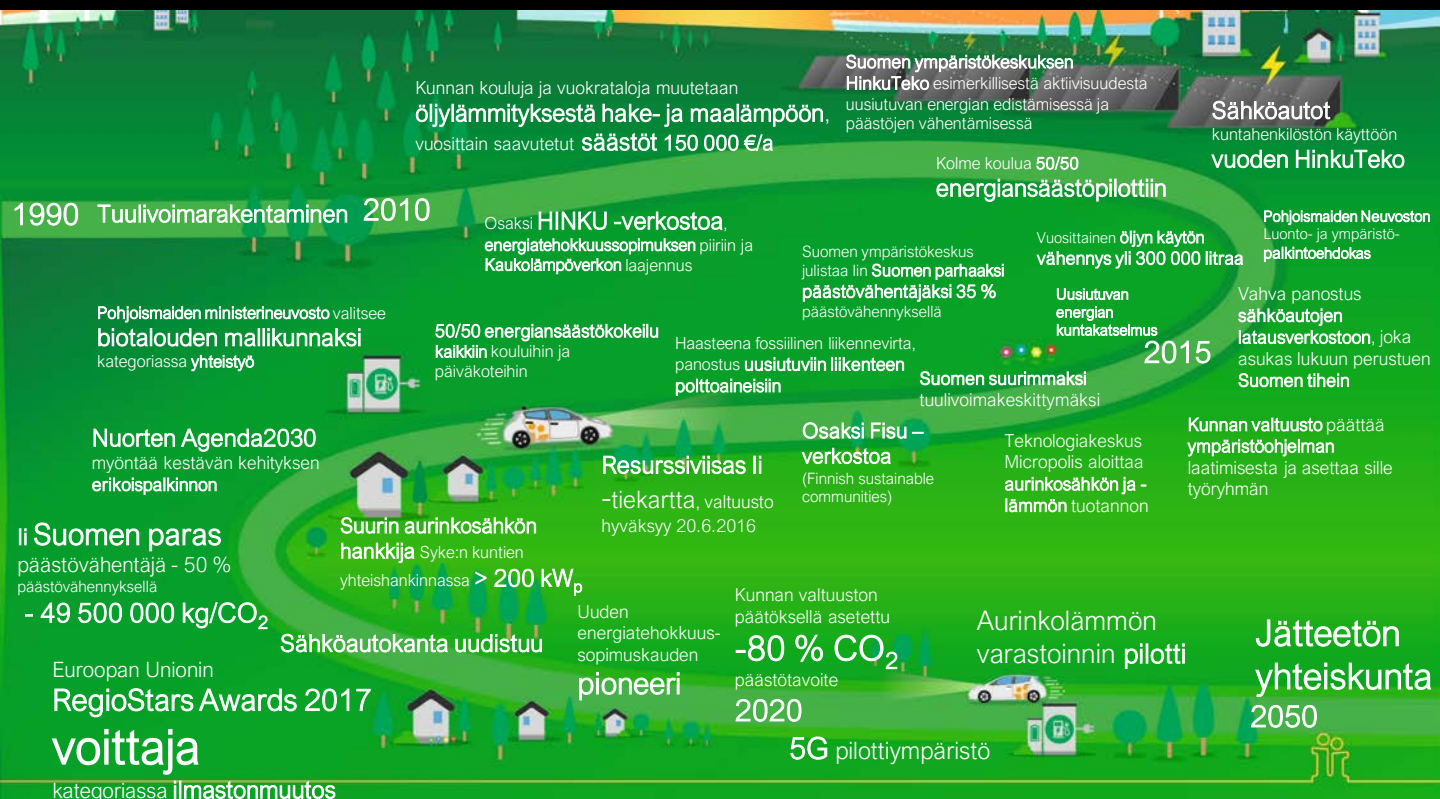 Kunnan kouluja ja vuokrataloja muutetaan
öljylämmityksestä hake- ja maalämpöön,
vuosittain saavutetut säästöt 150 000 €/a
Suomen ympäristökeskuksen
HinkuTeko esimerkillisestä aktiivisuudesta
uusiutuvan energian edistämisessä ja
päästöjen vähentämisessä
Sähköautot
kuntahenkilöstön käyttöön
vuoden HinkuTeko
Kolme koulua 50/50
energiansäästöpilottiin
1990 Tuulivoimarakentaminen 2010
Osaksi HINKU -verkostoa,
energiatehokkuussopimuksen piiriin ja
Kaukolämpöverkon laajennus
Suomen ympäristökeskus
julistaa Iin Suomen parhaaksi
päästövähentäjäksi 35 %
päästövähennyksellä
Vuosittainen öljyn käytön
vähennys yli 300 000 litraa
Pohjoismaiden Neuvoston
Luonto- ja ympäristö-
palkintoehdokas
Uusiutuvan
energian
kuntakatselmus
2015
Vahva panostus
sähköautojen
latausverkostoon, joka
asukas lukuun perustuen
Suomen tihein
Pohjoismaiden ministerineuvosto valitsee
biotalouden mallikunnaksi
kategoriassa yhteistyö
50/50 energiansäästökokeilu
kaikkiin kouluihin ja
päiväkoteihin
Haasteena fossiilinen liikennevirta,
panostus uusiutuviin liikenteen
polttoaineisiin
Suomen suurimmaksi
tuulivoimakeskittymäksi
Nuorten Agenda2030
myöntää kestävän kehityksen
erikoispalkinnon
Resurssiviisas Ii
-tiekartta, valtuusto
hyväksyy 20.6.2016
Osaksi Fisu –
verkostoa
(Finnish sustainable
communities)
Teknologiakeskus
Micropolis aloittaa
aurinkosähkön ja -
lämmön tuotannon
Kunnan valtuusto päättää
ympäristöohjelman
laatimisesta ja asettaa sille
työryhmän
Ii Suomen paras
päästövähentäjä - 50 %
päästövähennyksellä
- 49 500 000 kg/CO₂
Suurin aurinkosähkön
hankkija Syke:n kuntien
yhteishankinnassa > 200 kWₚ
Sähköautokanta uudistuu
Uuden
energiatehokkuus-
sopimuskauden
pioneeri
Kunnan valtuuston
päätöksellä asetettu
-80 % CO₂
päästötavoite
2020
Aurinkolämmön
varastoinnin pilotti
Jätteetön
yhteiskunta
2050
Euroopan Unionin
RegioStars Awards 2017
voittaja
kategoriassa ilmastonmuutos
5G pilottiympäristö